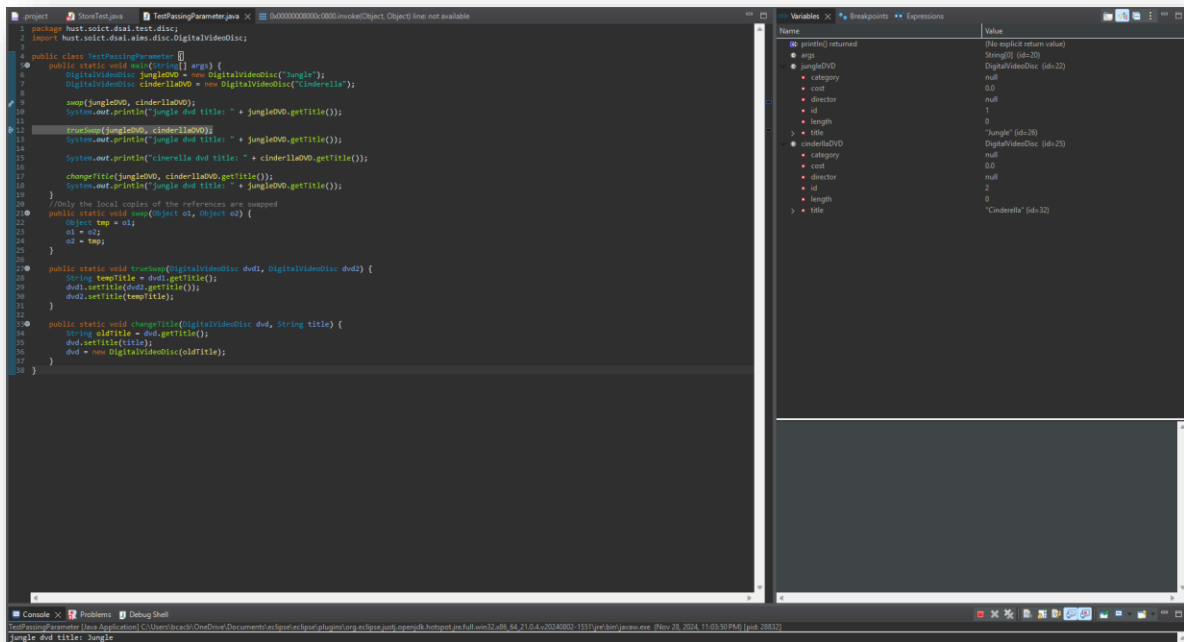 .project StoreTest.java TestPassingParameter.java 0x00000008000c0000.invoke(Object, Object) line: not available
1 package hust.soict.dsai.test.disc;
2 import hust.soict.dsai.aims.disc.DigitalVideoDisc;
3
4 public class TestPassingParameter {
5 public static void main(String[] args) {
6 DigitalVideoDisc jungleDVD = new DigitalVideoDisc("Jungle");
7 DigitalVideoDisc cinderllaDVD = new DigitalVideoDisc("Cinderella");
8
9 swap(jungleDVD, cinderllaDVD);
10 System.out.println("jungle dvd title: " + jungleDVD.getTitle());
11
12 trueSwap(jungleDVD, cinderllaDVD);
13 System.out.println("jungle dvd title: " + jungleDVD.getTitle());
14
15 System.out.println("cinerella dvd title: " + cinderllaDVD.getTitle());
16
17 changeTitle(jungleDVD, cinderllaDVD.getTitle());
18 System.out.println("jungle dvd title: " + jungleDVD.getTitle());
19 }
20 //Only the local copies of the references are swapped
21 public static void swap(Object o1, Object o2) {
22 Object tmp = o1;
23 o1 = o2;
24 o2 = tmp;
25 }
26
27 public static void trueSwap(DigitalVideoDisc dvd1, DigitalVideoDisc dvd2) {
28 String tempTitle = dvd1.getTitle();
29 dvd1.setTitle(dvd2.getTitle());
30 dvd2.setTitle(tempTitle);
31 }
32
33 public static void changeTitle(DigitalVideoDisc dvd, String title) {
34 String oldTitle = dvd.getTitle();
35 dvd.setTitle(title);
36 dvd = new DigitalVideoDisc(oldTitle);
37 }
38 }
Variables Breakpoints Expressions
Name Value
println() returned (No explicit return value)
args String[0] (id=20)
jungleDVD DigitalVideoDisc (id=22)
category null
cost 0.0
director null
id 1
length 0
title "Jungle" (id=26)
cinderllaDVD DigitalVideoDisc (id=25)
category null
cost 0.0
director null
id 2
length 0
title "Cinderella" (id=32)
Console Problems Debug Shell
TestPassingParameter [Java Application] C:\Users\bcacb\OneDrive\Documents\eclipse\eclipse\plugins\org.eclipse.justj.openjdk.hotspot.jre.full.win32.x86_64_21.0.4.v20240802-1551\jre\bin\javaw.exe (Nov 28, 2024, 11:03:50 PM) [pid: 28832]
jungle dvd title: Jungle